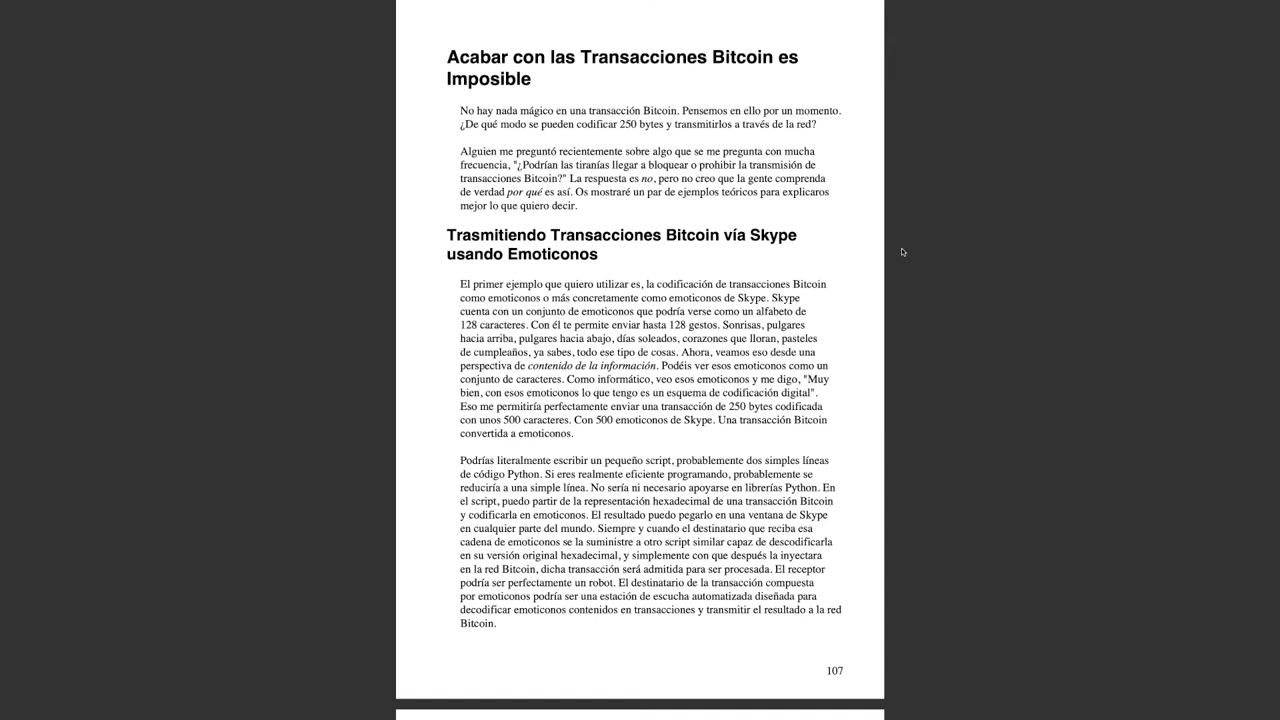 Acabar con las Transacciones Bitcoin es
Imposible
No hay nada mágico en una transacción Bitcoin. Pensemos en ello por un momento.
¿De qué modo se pueden codificar 250 bytes y transmitirlos a través de la red?
Alguien me preguntó recientemente sobre algo que se me pregunta con mucha
frecuencia, "¿Podrían las tiranías llegar a bloquear o prohibir la transmisión de
transacciones Bitcoin?" La respuesta es no, pero no creo que la gente comprenda
de verdad por qué es así. Os mostraré un par de ejemplos teóricos para explicaros
mejor lo que quiero decir.
Trasmitiendo Transacciones Bitcoin vía Skype
usando Emoticonos
El primer ejemplo que quiero utilizar es, la codificación de transacciones Bitcoin
como emoticonos o más concretamente como emoticonos de Skype. Skype
cuenta con un conjunto de emoticonos que podría verse como un alfabeto de
128 caracteres. Con él te permite enviar hasta 128 gestos. Sonrisas, pulgares
hacia arriba, pulgares hacia abajo, días soleados, corazones que lloran, pasteles
de cumpleaños, ya sabes, todo ese tipo de cosas. Ahora, veamos eso desde una
perspectiva de contenido de la información. Podéis ver esos emoticonos como un
conjunto de caracteres. Como informático, veo esos emoticonos y me digo, "Muy
bien, con esos emoticonos lo que tengo es un esquema de codificación digital".
Eso me permitiría perfectamente enviar una transacción de 250 bytes codificada
con unos 500 caracteres. Con 500 emoticonos de Skype. Una transacción Bitcoin
convertida a emoticonos.
Podrías literalmente escribir un pequeño script, probablemente dos simples líneas
de código Python. Si eres realmente eficiente programando, probablemente se
reduciría a una simple línea. No sería ni necesario apoyarse en librerías Python. En
el script, puedo partir de la representación hexadecimal de una transacción Bitcoin
y codificarla en emoticonos. El resultado puedo pegarlo en una ventana de Skype
en cualquier parte del mundo. Siempre y cuando el destinatario que reciba esa
cadena de emoticonos se la suministre a otro script similar capaz de descodificarla
en su versión original hexadecimal, y simplemente con que después la inyectara
en la red Bitcoin, dicha transacción será admitida para ser procesada. El receptor
podría ser perfectamente un robot. El destinatario de la transacción compuesta
por emoticonos podría ser una estación de escucha automatizada diseñada para
decodificar emoticonos contenidos en transacciones y transmitir el resultado a la red
Bitcoin.
107